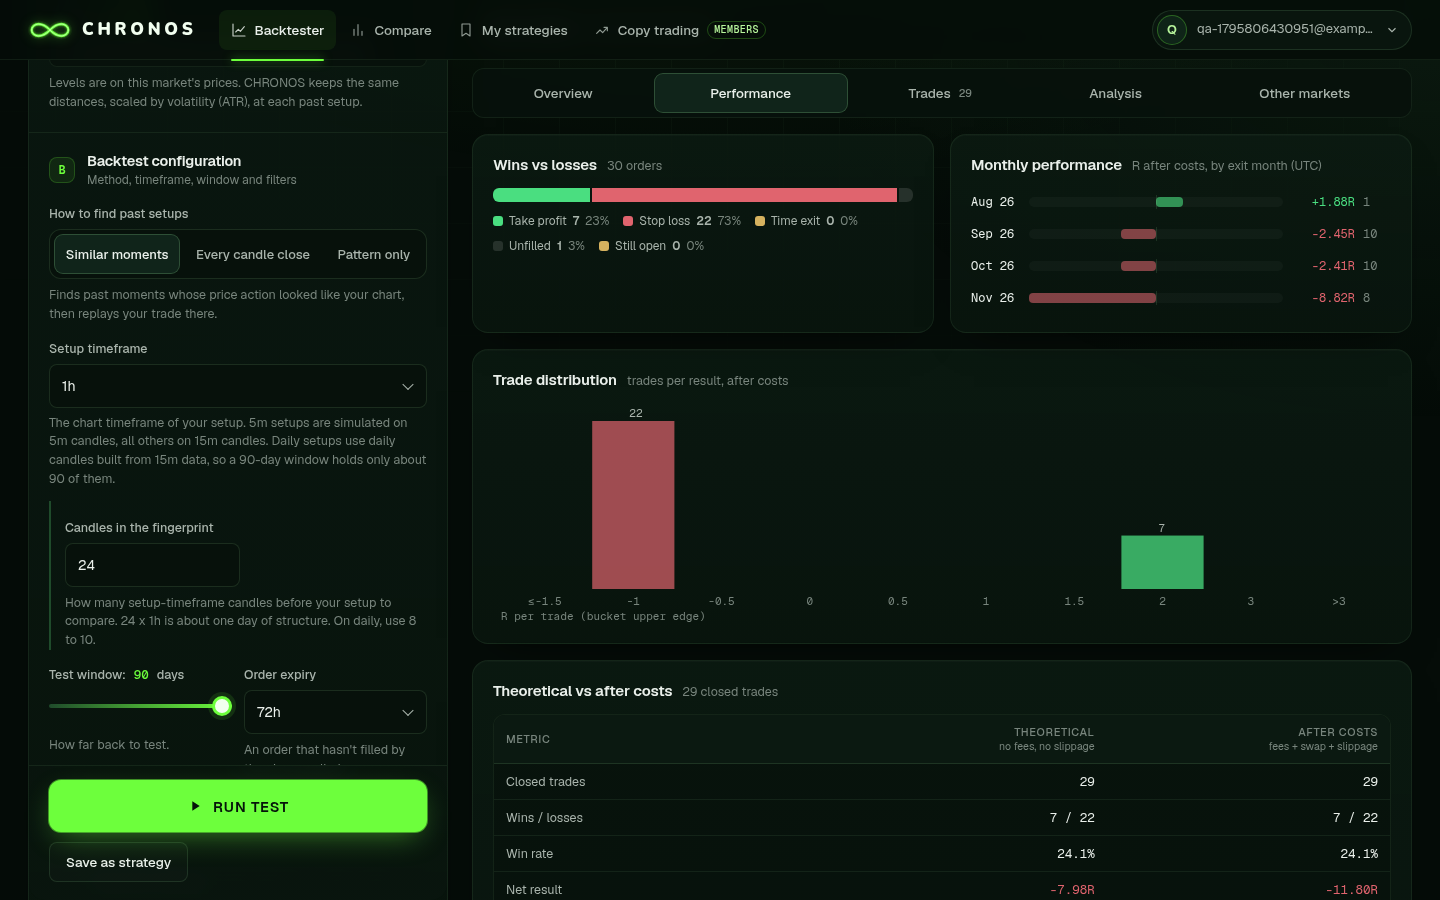 CHRONOS
Backtester
Compare
My strategies
Copy trading MEMBERS
Q qa-1795806430951@examp...
Levels are on this market's prices. CHRONOS keeps the same
distances, scaled by volatility (ATR), at each past setup.
B Backtest configuration
Method, timeframe, window and filters
How to find past setups
Similar moments Every candle close Pattern only
Finds past moments whose price action looked like your chart,
then replays your trade there.
Setup timeframe
1h
The chart timeframe of your setup. 5m setups are simulated on
5m candles, all others on 15m candles. Daily setups use daily
candles built from 15m data, so a 90-day window holds only about
90 of them.
Candles in the fingerprint
24
How many setup-timeframe candles before your setup to
compare. 24 x 1h is about one day of structure. On daily, use 8
to 10.
Test window: 90 days
How far back to test.
Order expiry
72h
An order that hasn't filled by
RUN TEST
Save as strategy
Overview Performance Trades 29 Analysis Other markets
Wins vs losses 30 orders
Take profit 7 23% Stop loss 22 73% Time exit 0 0%
Unfilled 1 3% Still open 0 0%
Monthly performance R after costs, by exit month (UTC)
Aug 26 +1.88R 1
Sep 26 -2.45R 10
Oct 26 -2.41R 10
Nov 26 -8.82R 8
Trade distribution trades per result, after costs
22
7
≤-1.5 -1 -0.5 0 0.5 1 1.5 2 3 >3
R per trade (bucket upper edge)
Theoretical vs after costs 29 closed trades
METRIC THEORETICAL AFTER COSTS
no fees, no slippage fees + swap + slippage
Closed trades 29 29
Wins / losses 7 / 22 7 / 22
Win rate 24.1% 24.1%
Net result -7.98R -11.80R